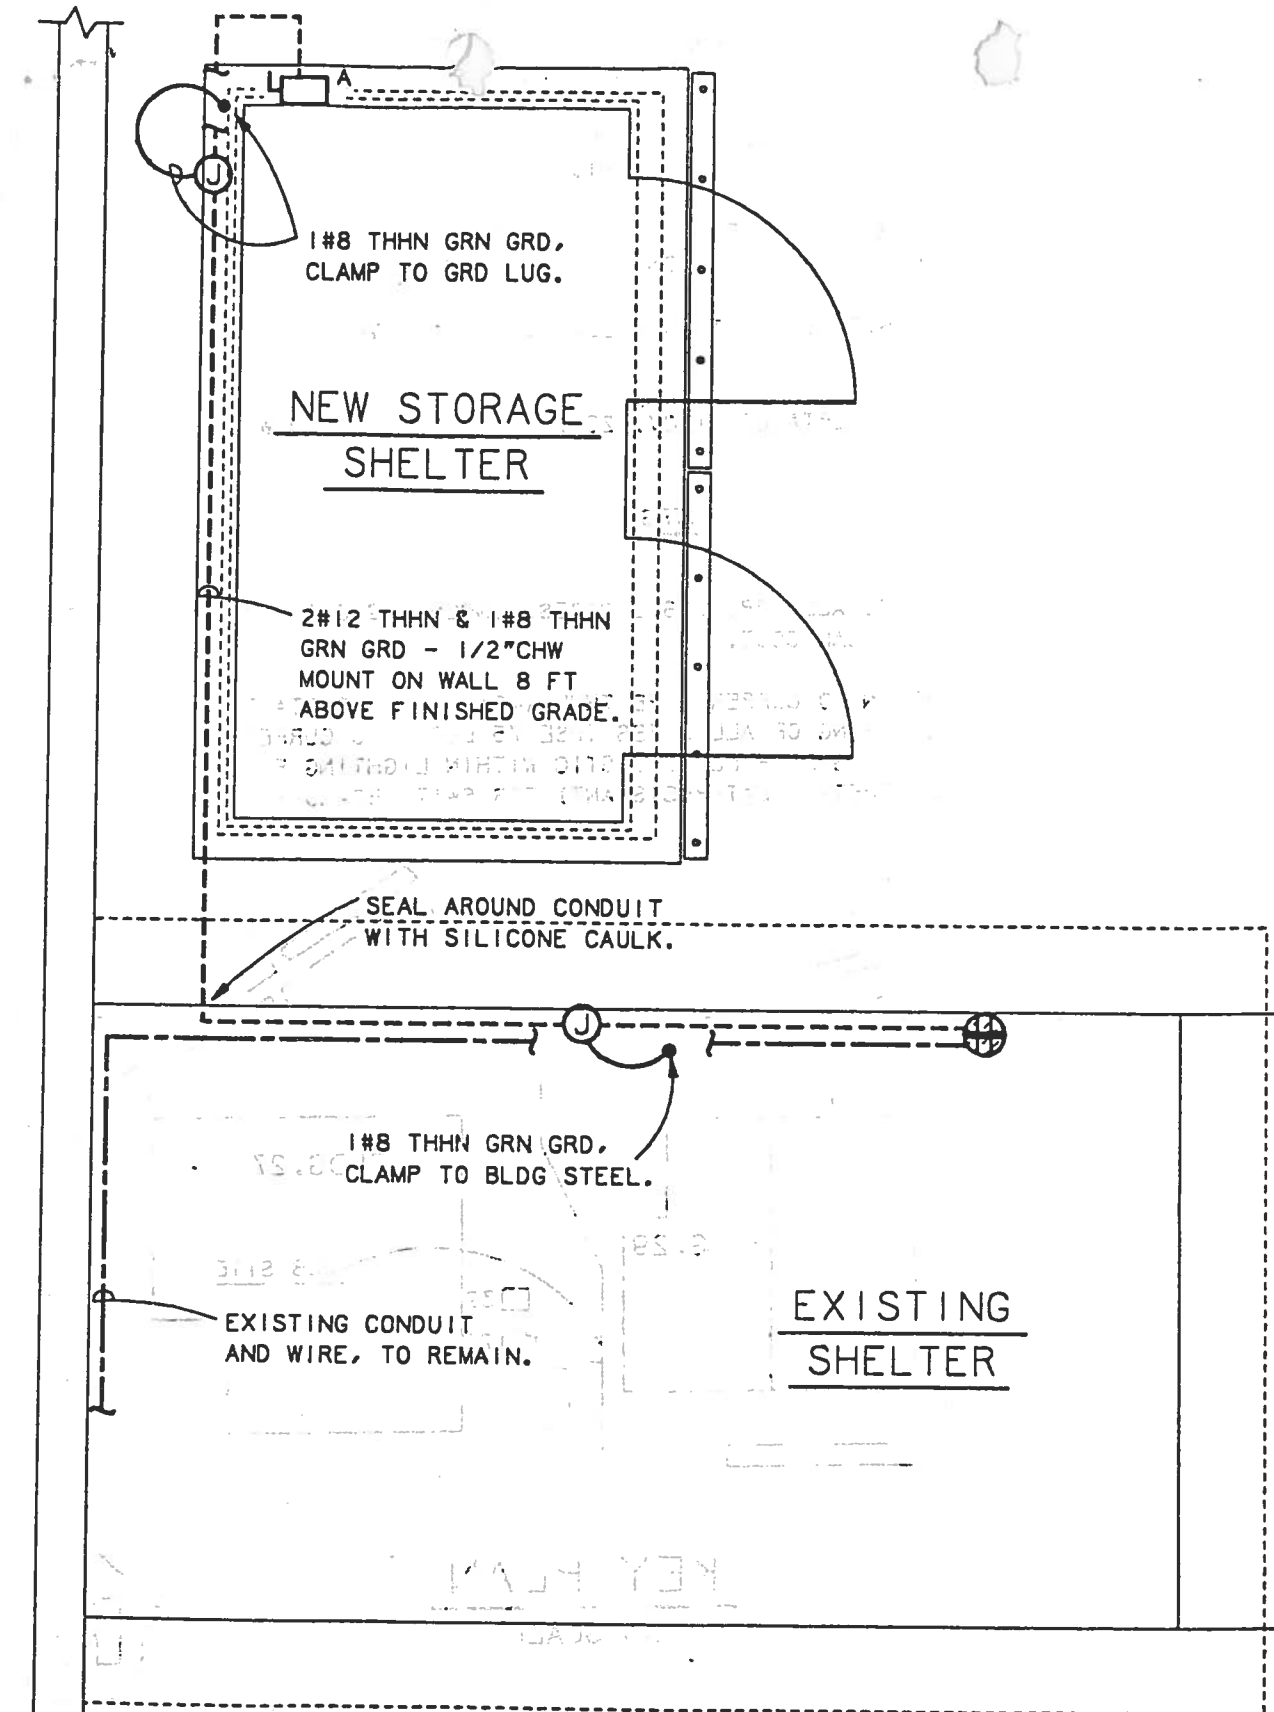 A
J
1#8 THHN GRN GRD,
CLAMP TO GRD LUG.
NEW STORAGE
SHELTER
2#12 THHN & 1#8 THHN
GRN GRD - 1/2"CHW
MOUNT ON WALL 8 FT
ABOVE FINISHED GRADE.
SEAL AROUND CONDUIT
WITH SILICONE CAULK.
J
1#8 THHN GRN GRD,
CLAMP TO BLDG STEEL.
EXISTING CONDUIT
AND WIRE, TO REMAIN.
EXISTING
SHELTER
KEY PLAN